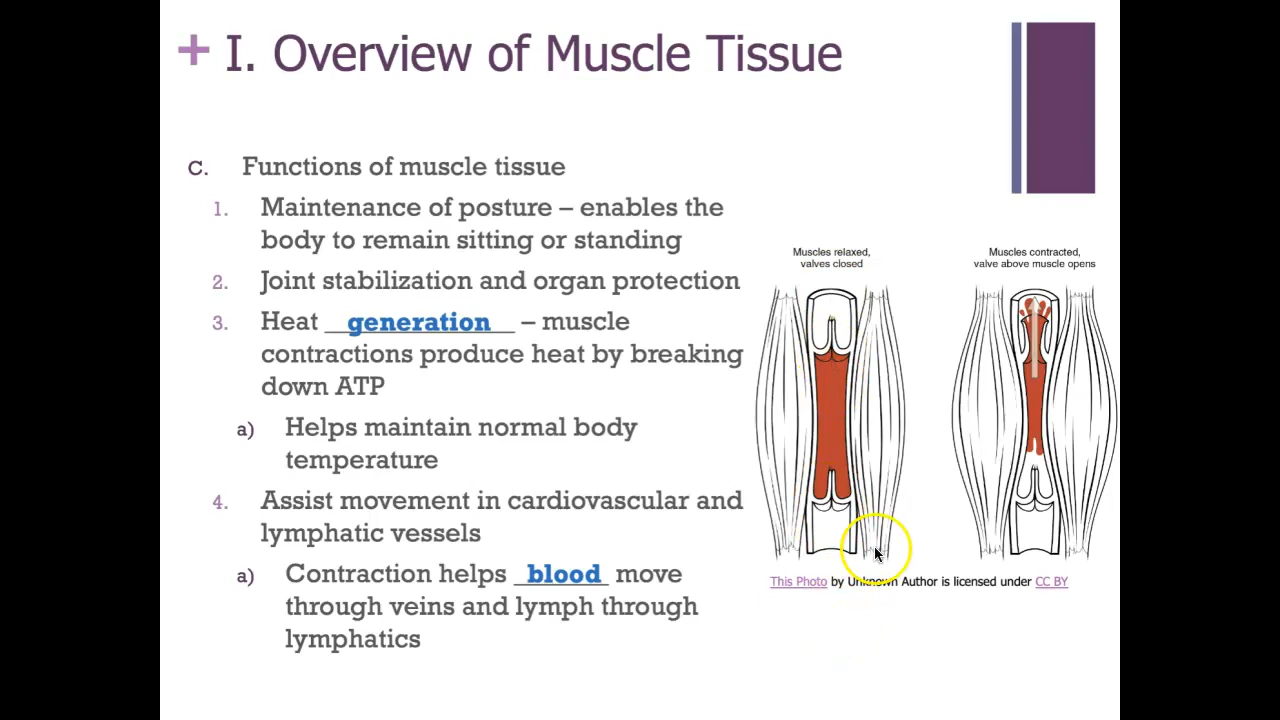 + I. Overview of Muscle Tissue
C. Functions of muscle tissue
1. Maintenance of posture – enables the
body to remain sitting or standing
2. Joint stabilization and organ protection
3. Heat generation – muscle
contractions produce heat by breaking
down ATP
a) Helps maintain normal body
temperature
4. Assist movement in cardiovascular and
lymphatic vessels
a) Contraction helps blood move
through veins and lymph through
lymphatics
Muscles relaxed,
valves closed
Muscles contracted,
valve above muscle opens
This Photo by Unknown Author is licensed under CC BY